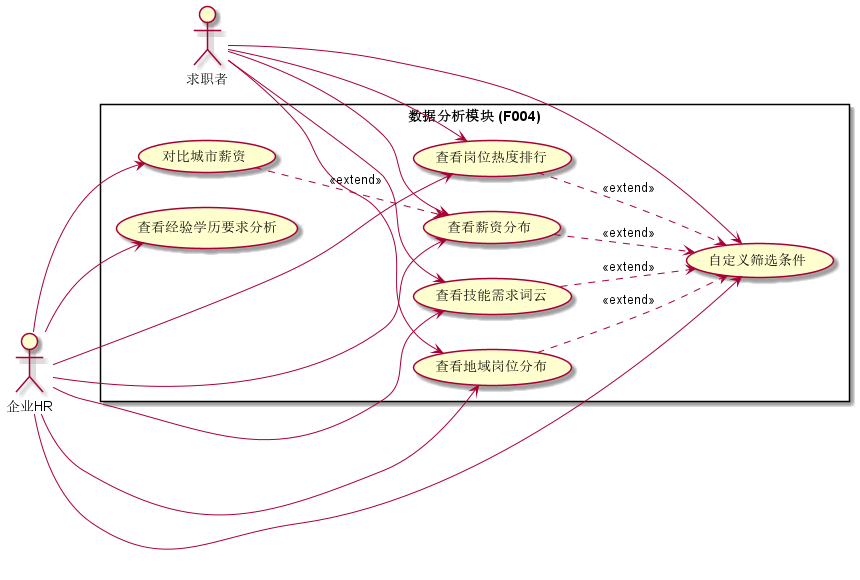 求职者
数据分析模块 (F004)
对比城市薪资
查看岗位热度排行
«extend»
«extend»
查看经验学历要求分析
查看薪资分布
«extend»
自定义筛选条件
«extend»
查看技能需求词云
«extend»
查看地域岗位分布
企业HR